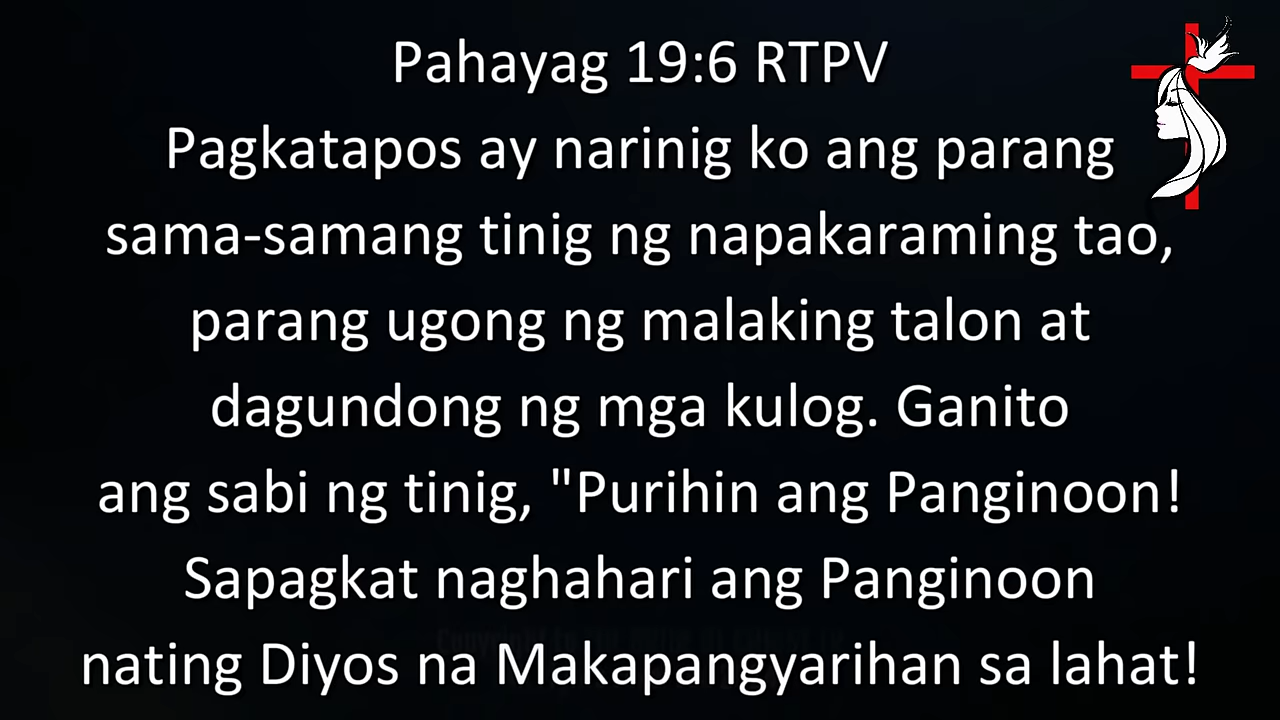 Pahayag 19:6 RTPV
Pagkatapos ay narinig ko ang parang
sama-samang tinig ng napakaraming tao,
parang ugong ng malaking talon at
dagundong ng mga kulog. Ganito
ang sabi ng tinig, "Purihin ang Panginoon!
Sapagkat naghahari ang Panginoon
nating Diyos na Makapangyarihan sa lahat!